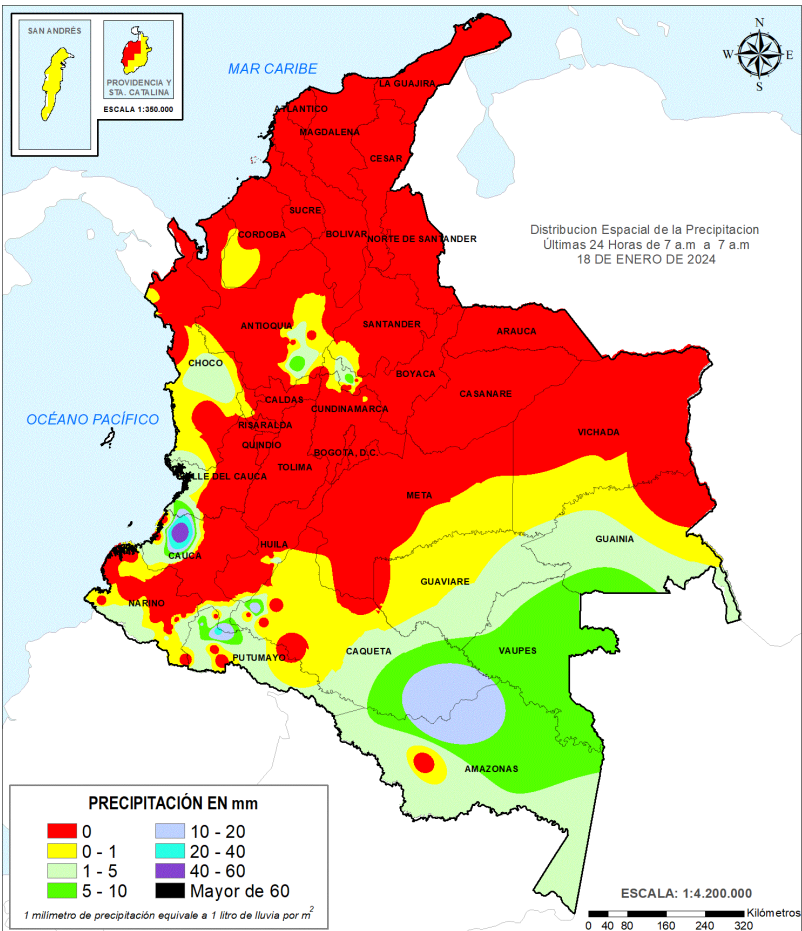 SAN ANDRÉS
PROVIDENCIA Y
STA. CATALINA
ESCALA 1:350.000
MAR CARIBE
N
W
E
S
LA GUAJIRA
ATLANTICO
MAGDALENA
CESAR
SUCRE
CORDOBA
BOLIVAR
NORTE DE SANTANDER
Distribucion Espacial de la Precipitacion
Últimas 24 Horas de 7 a.m a 7 a.m
18 DE ENERO DE 2024
ANTIOQUIA
SANTANDER
ARAUCA
CHOCO
BOYACA
CASANARE
CALDAS
CUNDINAMARCA
OCÉANO PACÍFICO
RISARALDA
VICHADA
QUINDIO
BOGOTA, D.C.
TOLIMA
VALLE DEL CAUCA
META
GUAINIA
HUILA
CAUCA
GUAVIARE
NARIÑO
CAQUETA
VAUPES
PUTUMAYO
AMAZONAS
PRECIPITACIÓN EN mm
0
0 - 1
1 - 5
5 - 10
10 - 20
20 - 40
40 - 60
Mayor de 60
1 milímetro de precipitación equivale a 1 litro de lluvia por m2
ESCALA: 1:4.200.000
Kilómetros
0 40 80 160 240 320